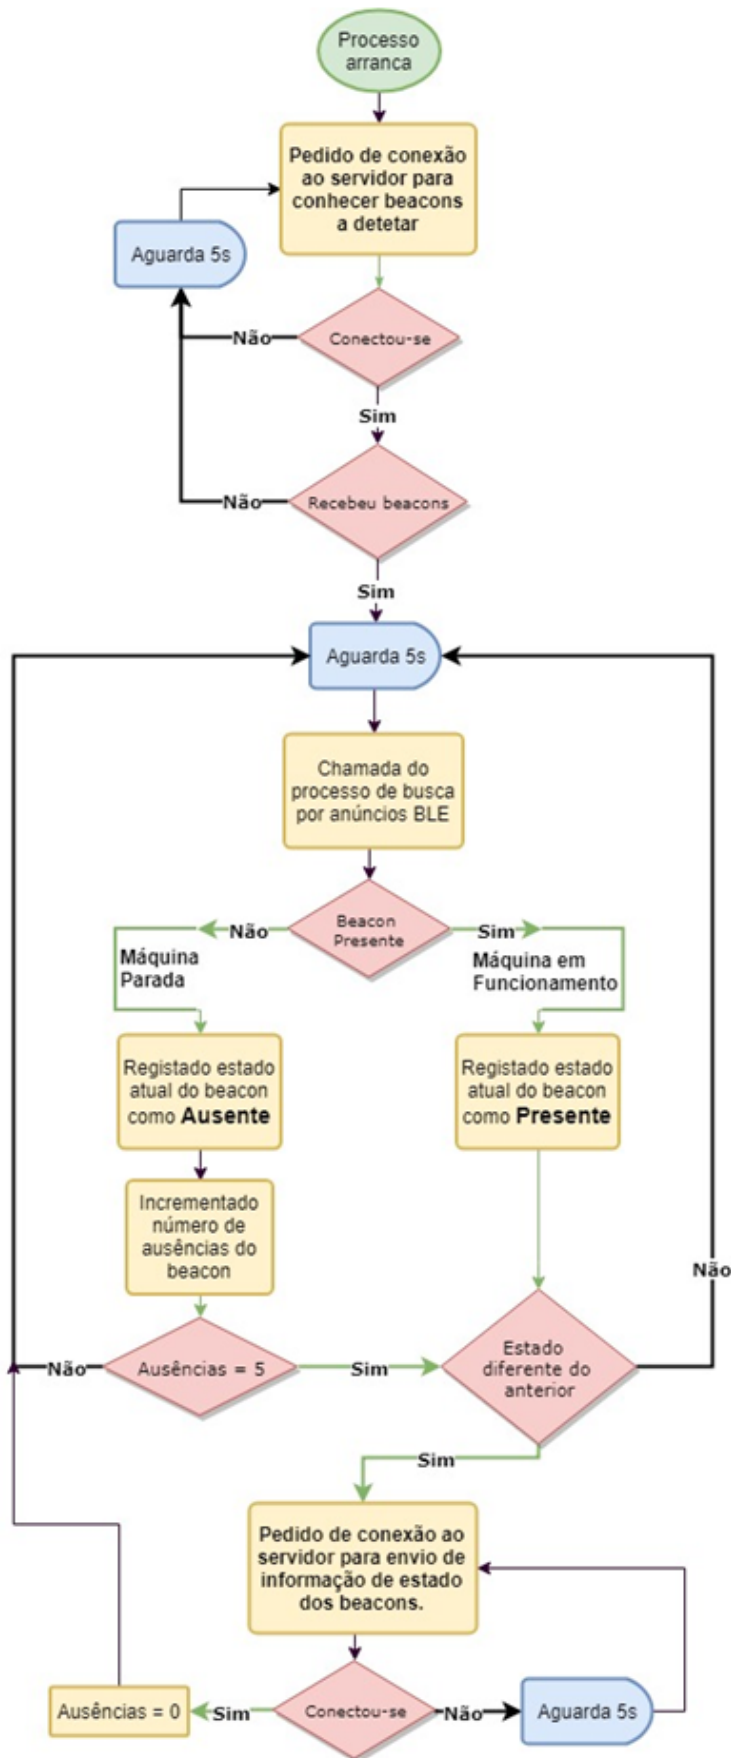 Processo
arranca
Pedido de conexão
ao servidor para
conhecer beacons
a detetar
Aguarda 5s
Não
Conectou-se
Sim
Não
Recebeu beacons
Sim
Aguarda 5s
Chamada do
processo de busca
por anúncios BLE
Não
Beacon
Presente
Sim
Máquina
Parada
Máquina em
Funcionamento
Registado estado
atual do beacon
como Ausente
Registado estado
atual do beacon
como Presente
Incrementado
número de
ausências do
beacon
Não
Não
Ausências = 5
Sim
Estado
diferente do
anterior
Sim
Pedido de conexão ao
servidor para envio de
informação de estado
dos beacons.
Ausências = 0
Sim
Conectou-se
Não
Aguarda 5s